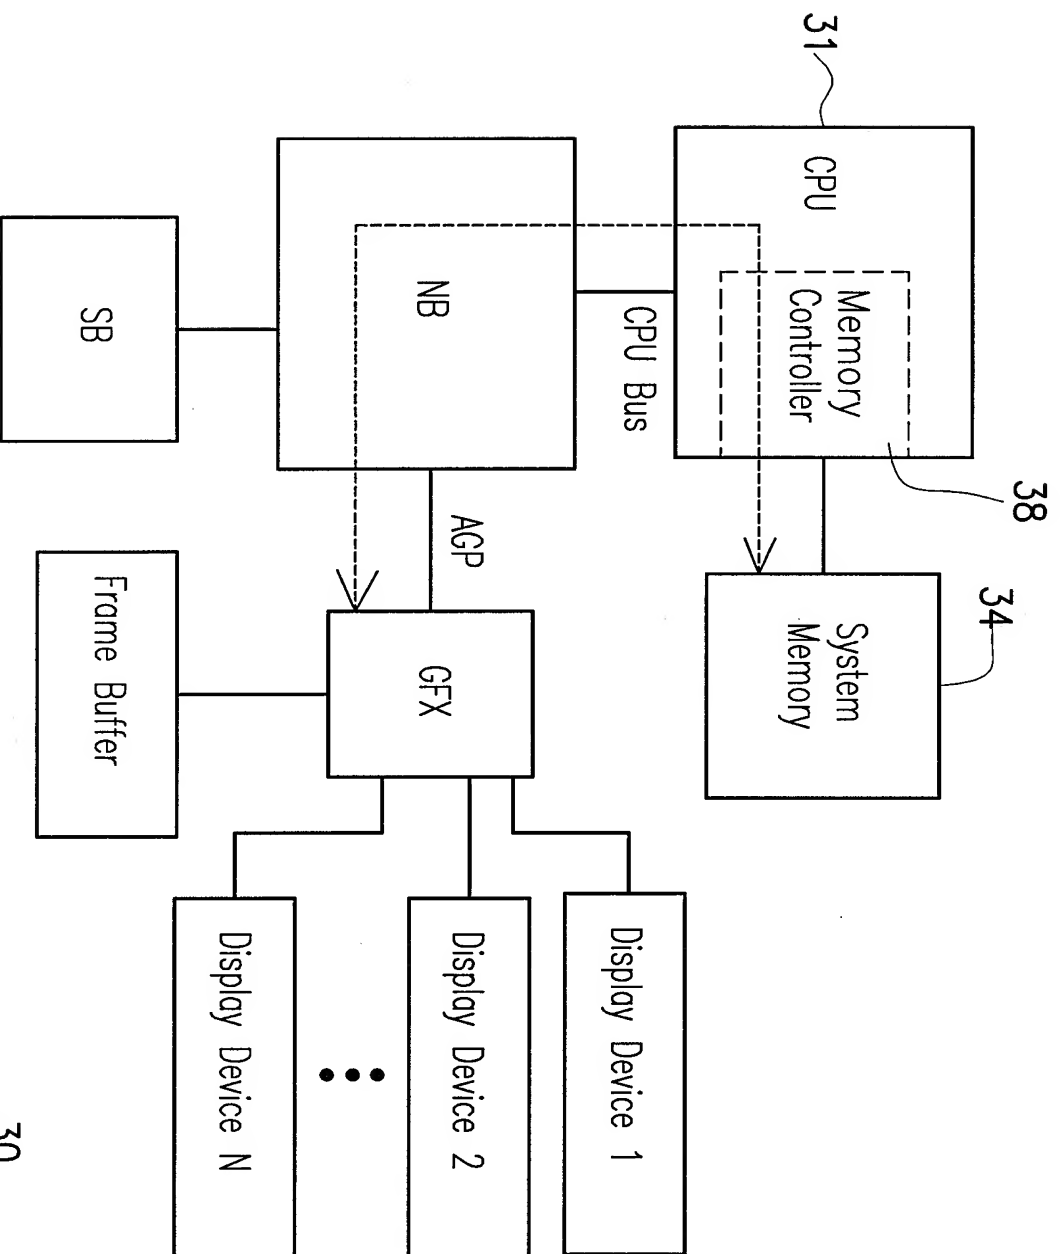 31
CPU
Memory
Controller
38
34
System
Memory
CPU Bus
NB
AGP
GFX
SB
Frame Buffer
Display Device 1
Display Device 2
Display Device N
30